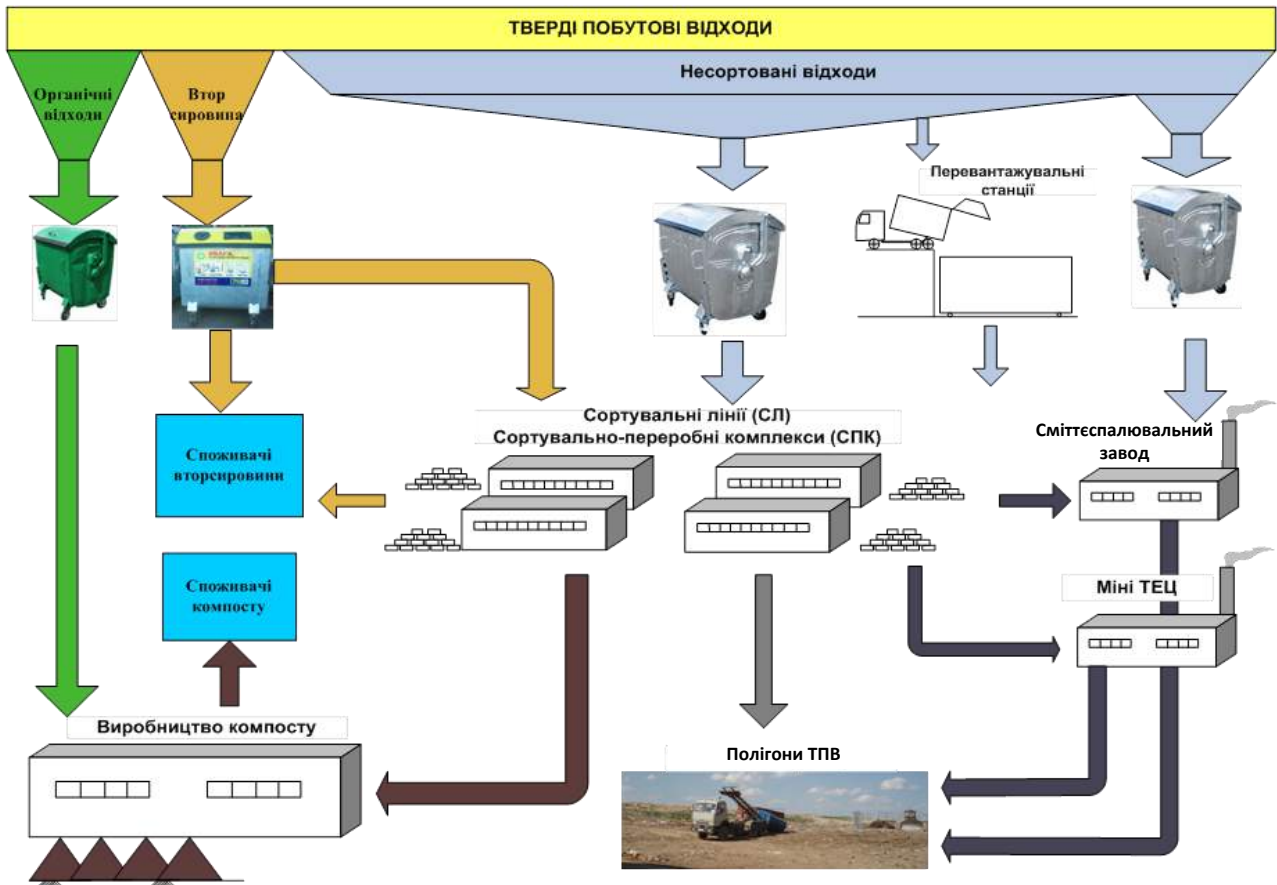 ТВЕРДІ ПОБУТОВІ ВІДХОДИ
Несортовані відходи
Органічні
відходи
Втор
сировина
Перевантажувальні
станції
Сортувальні лінії (СЛ)
Сортувально-переробні комплекси (СПК)
Сміттєспалювальний
завод
Споживачі
вторсировини
Споживачі
компосту
Міні ТЕЦ
Виробництво компосту
Полігони ТПВ